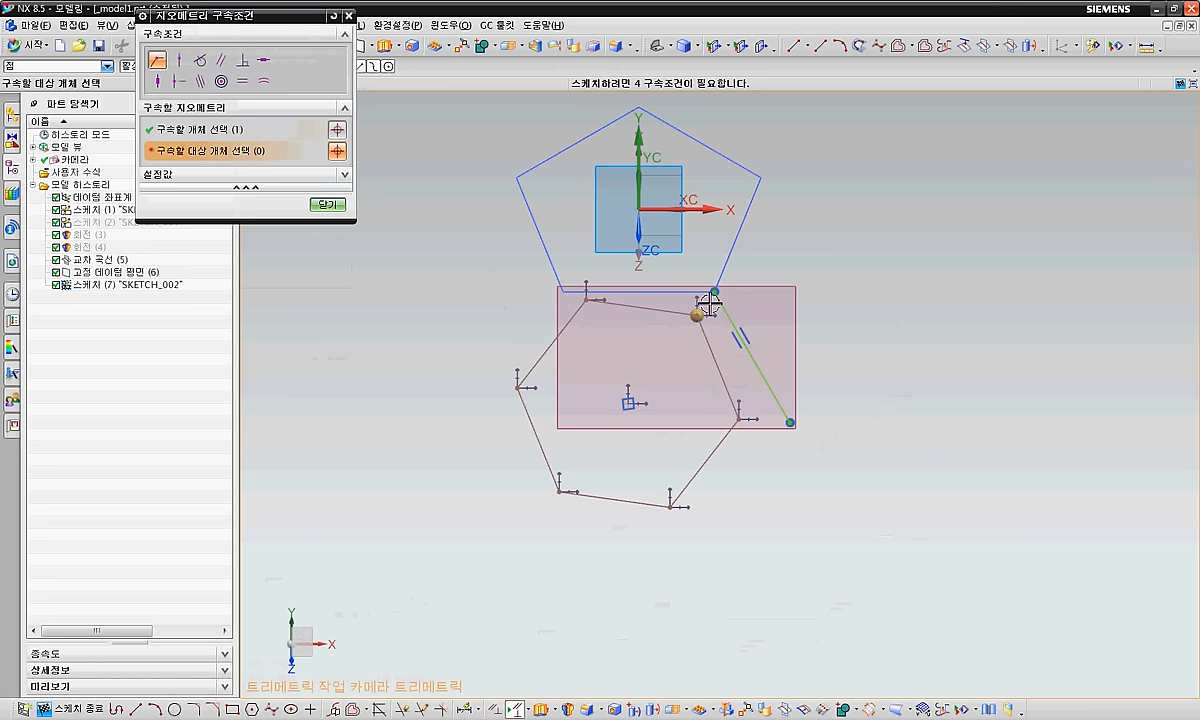 NX 8.5 - 모델링 - [_model1.
SIEMENS
지오메트리 구속조건
파일(F) 편집(E) 뷰(V)
환경설정(P) 윈도우(O) GC 툴킷 도움말(H)
구속조건
시작
점
구속할 대상 개체 선택
스케치하려면 4 구속조건이 필요합니다.
파트 탐색기
구속할 지오메트리
이름
구속할 개체 선택 (1)
히스토리 모드
모델 뷰
* 구속할 대상 개체 선택 (0)
카메라
사용자 수식
설정값
모델 히스토리
데이텀 좌표계
닫기
스케치 (1) "SK
스케치 (2) "SK
회전 (3)
회전 (4)
교차 곡선 (5)
고정 데이텀 평면 (6)
스케치 (7) "SKETCH_002"
Y
YC
XC
X
ZC
Z
Y
X
Z
종속도
상세정보
미리보기
트리메트릭 작업 카메라 트리메트릭
스케치 종료